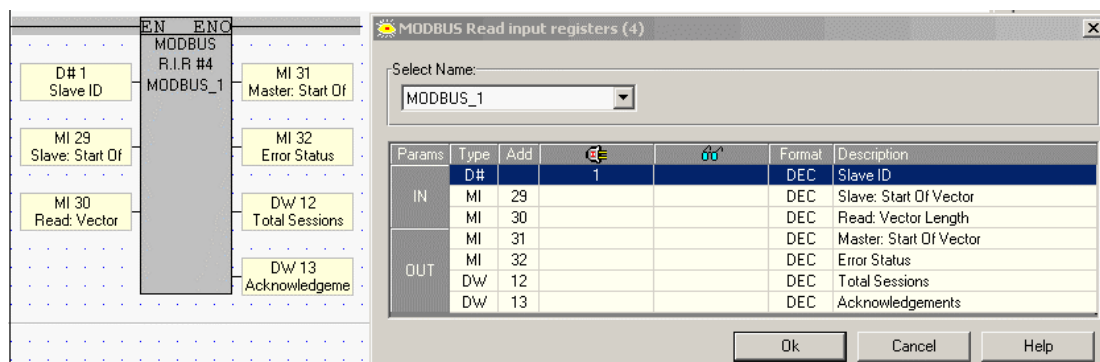 EN ENO
MODBUS
R.I.R #4
MODBUS_1
D# 1
Slave ID
MI 29
Slave: Start Of
MI 30
Read: Vector
MI 31
Master: Start Of
MI 32
Error Status
DW 12
Total Sessions
DW 13
Acknowledgeme
MODBUS Read input registers (4)
Select Name:
MODBUS_1
Params Type Add Format Description
IN
D# 1 DEC Slave ID
MI 29 DEC Slave: Start Of Vector
MI 30 DEC Read: Vector Length
OUT
MI 31 DEC Master: Start Of Vector
MI 32 DEC Error Status
DW 12 DEC Total Sessions
DW 13 DEC Acknowledgements
Ok Cancel Help